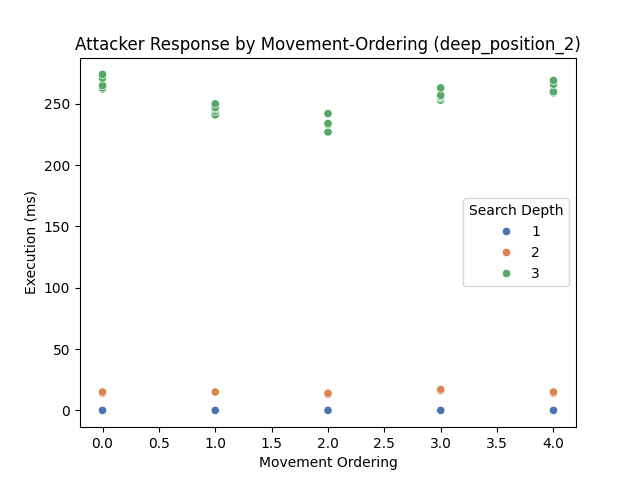 Attacker Response by Movement-Ordering (deep_position_2)
250
200
150
100
50
0
Execution (ms)
Search Depth
1
2
3
0.0 0.5 1.0 1.5 2.0 2.5 3.0 3.5 4.0
Movement Ordering